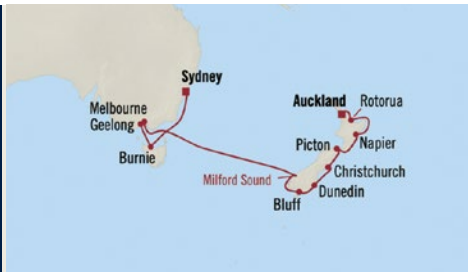 Sydney
Melbourne
Geelong
Burnie
Auckland
Rotorua
Picton
Napier
Christchurch
Milford Sound
Dunedin
Bluff